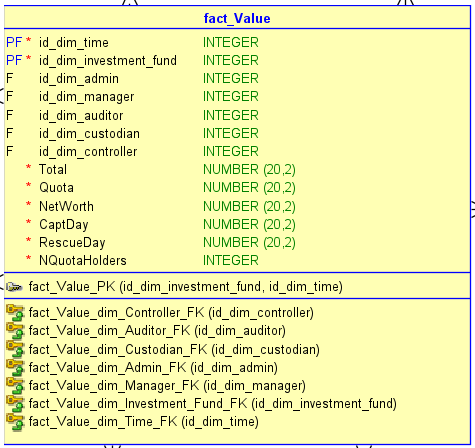 fact_Value
PF * id_dim_time INTEGER
PF * id_dim_investment_fund INTEGER
F id_dim_admin INTEGER
F id_dim_manager INTEGER
F id_dim_auditor INTEGER
F id_dim_custodian INTEGER
F id_dim_controller INTEGER
* Total NUMBER (20,2)
* Quota NUMBER (20,2)
* NetWorth NUMBER (20,2)
* CaptDay NUMBER (20,2)
* RescueDay NUMBER (20,2)
* NQuotaHolders INTEGER
fact_Value_PK (id_dim_investment_fund, id_dim_time)
fact_Value_dim_Controller_FK (id_dim_controller)
fact_Value_dim_Auditor_FK (id_dim_auditor)
fact_Value_dim_Custodian_FK (id_dim_custodian)
fact_Value_dim_Admin_FK (id_dim_admin)
fact_Value_dim_Manager_FK (id_dim_manager)
fact_Value_dim_Investment_Fund_FK (id_dim_investment_fund)
fact_Value_dim_Time_FK (id_dim_time)